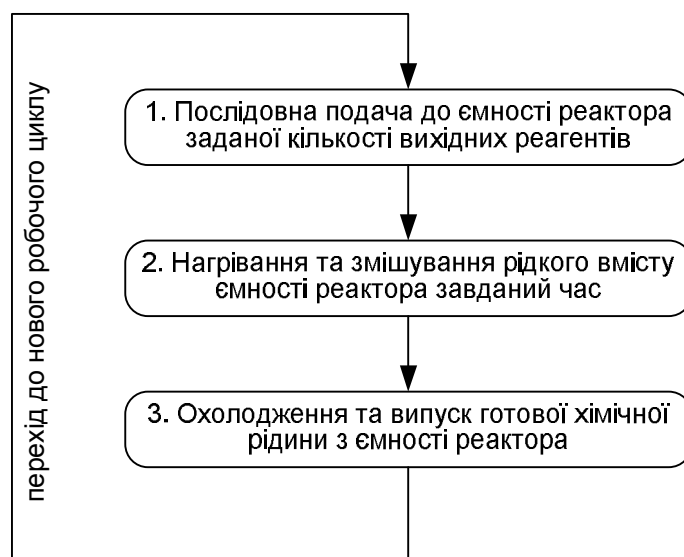 перехід до нового робочого циклу
1. Послідовна подача до ємності реактора
заданої кількості вихідних реагентів
2. Нагрівання та змішування рідкого вмісту
ємності реактора завданий час
3. Охолодження та випуск готової хімічної
рідини з ємності реактора